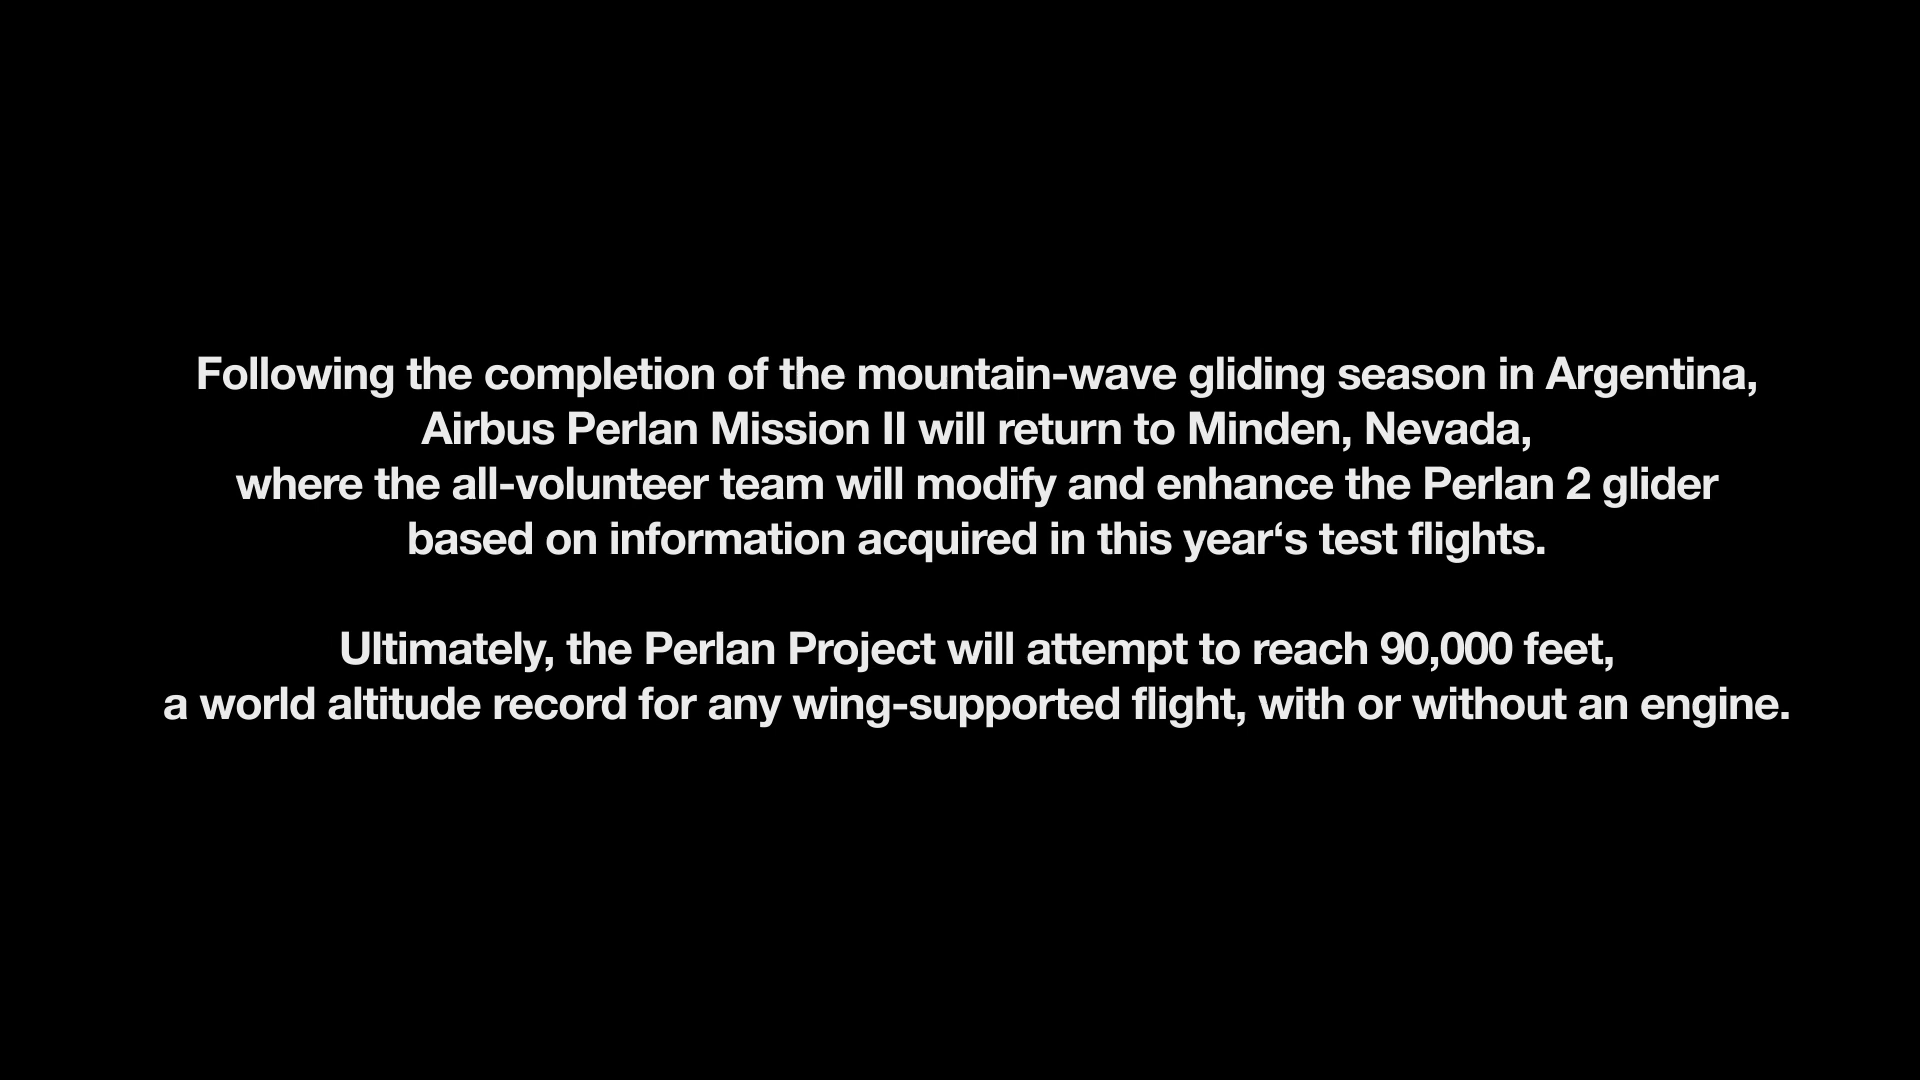 Following the completion of the mountain-wave gliding season in Argentina,
Airbus Perlan Mission II will return to Minden, Nevada,
where the all-volunteer team will modify and enhance the Perlan 2 glider
based on information acquired in this year‘s test flights.
Ultimately, the Perlan Project will attempt to reach 90,000 feet,
a world altitude record for any wing-supported flight, with or without an engine.